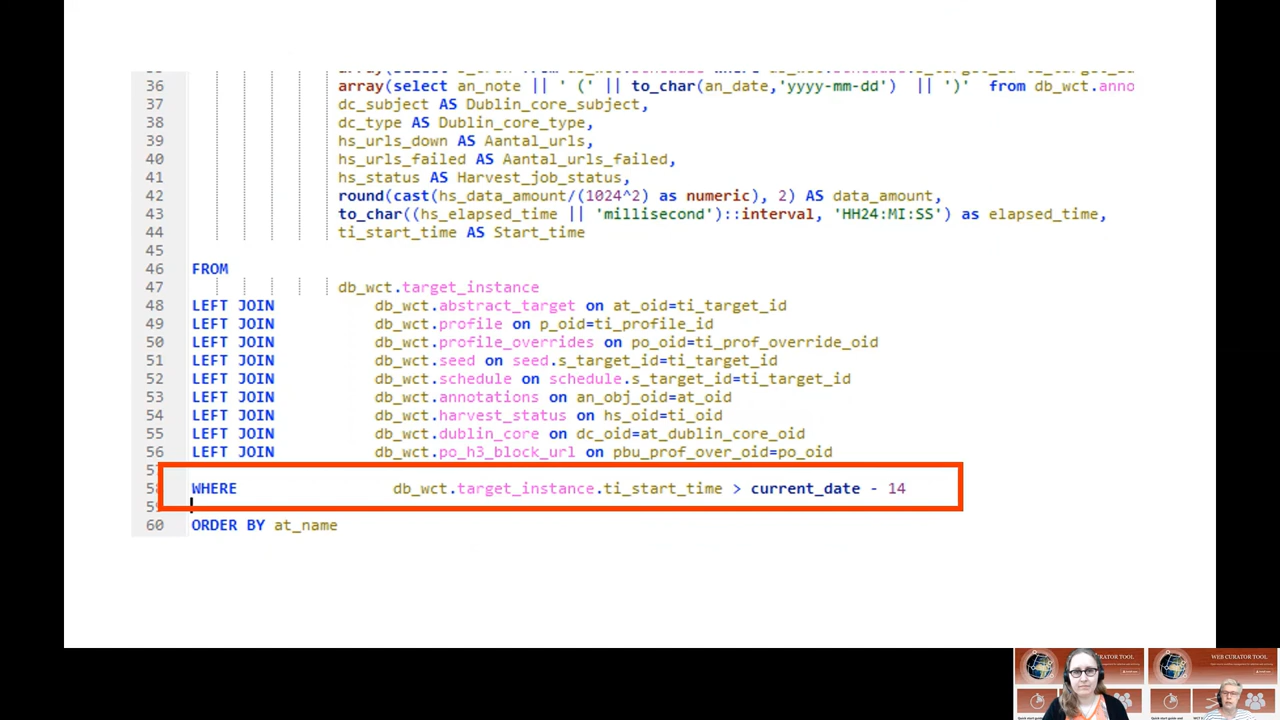 36 array(select an_note || ' (' || to_char(an_date,'yyyy-mm-dd') || ')' from db_wct.anno
37 dc_subject AS Dublin_core_subject,
38 dc_type AS Dublin_core_type,
39 hs_urls_down AS Aantal_urls,
40 hs_urls_failed AS Aantal_urls_failed,
41 hs_status AS Harvest_job_status,
42 round(cast(hs_data_amount/(1024^2) as numeric), 2) AS data_amount,
43 to_char((hs_elapsed_time || 'millisecond')::interval, 'HH24:MI:SS') as elapsed_time,
44 ti_start_time AS Start_time
45
46 FROM
47 db_wct.target_instance
48 LEFT JOIN db_wct.abstract_target on at_oid=ti_target_id
49 LEFT JOIN db_wct.profile on p_oid=ti_profile_id
50 LEFT JOIN db_wct.profile_overrides on po_oid=ti_prof_override_oid
51 LEFT JOIN db_wct.seed on seed.s_target_id=ti_target_id
52 LEFT JOIN db_wct.schedule on schedule.s_target_id=ti_target_id
53 LEFT JOIN db_wct.annotations on an_obj_oid=at_oid
54 LEFT JOIN db_wct.harvest_status on hs_oid=ti_oid
55 LEFT JOIN db_wct.dublin_core on dc_oid=at_dublin_core_oid
56 LEFT JOIN db_wct.po_h3_block_url on pbu_prof_over_oid=po_oid
58 WHERE db_wct.target_instance.ti_start_time > current_date - 14
60 ORDER BY at_name
WEB CURATOR TOOL